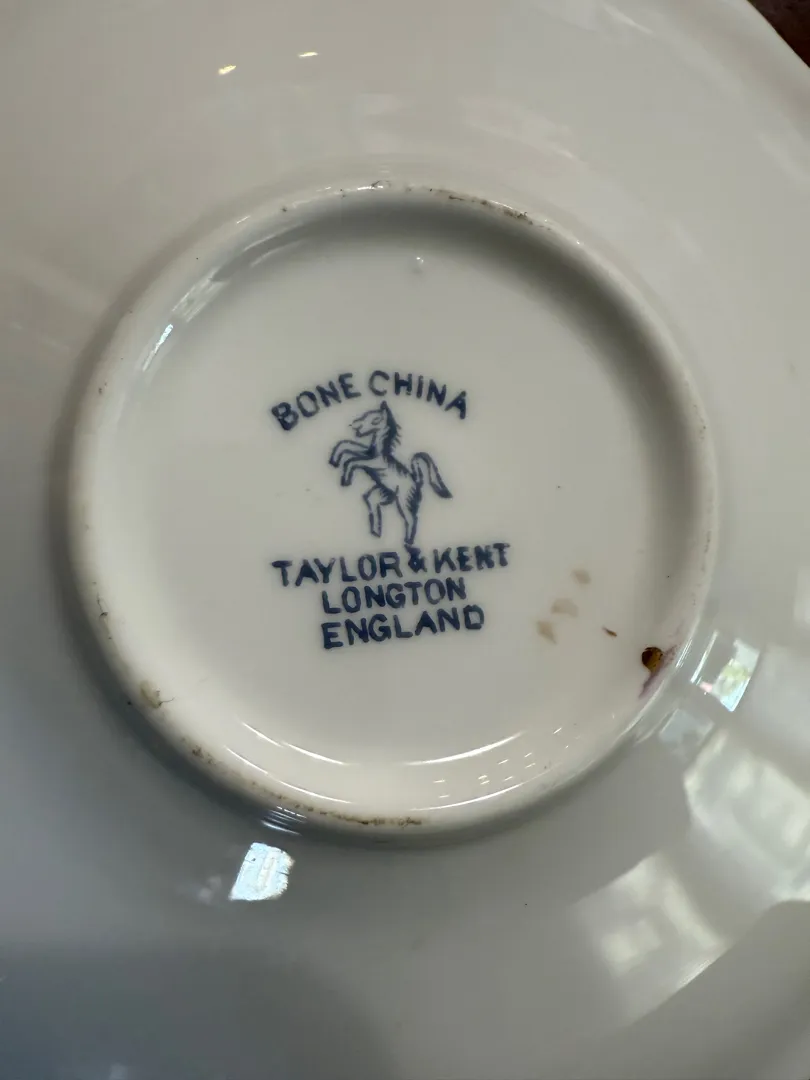 BONE CHINA
TAYLOR & KENT
LONGTON
ENGLAND